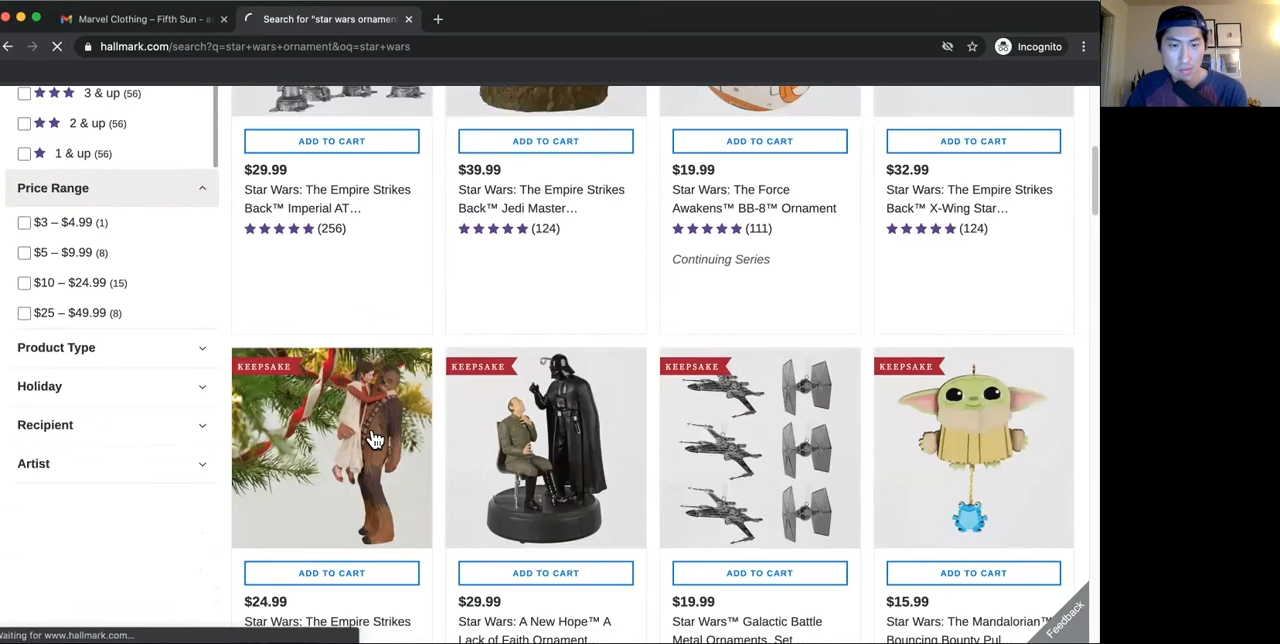 Marvel Clothing – Fifth Sun - a
Search for "star wars ornamen
hallmark.com/search?q=star+wars+ornament&oq=star+wars
Incognito
3 & up (56)
2 & up (56)
1 & up (56)
Price Range
$3 – $4.99 (1)
$5 – $9.99 (8)
$10 – $24.99 (15)
$25 – $49.99 (8)
Product Type
Holiday
Recipient
Artist
ADD TO CART
$29.99
Star Wars: The Empire Strikes
Back™ Imperial AT…
(256)
ADD TO CART
$39.99
Star Wars: The Empire Strikes
Back™ Jedi Master…
(124)
ADD TO CART
$19.99
Star Wars: The Force
Awakens™ BB-8™ Ornament
(111)
Continuing Series
ADD TO CART
$32.99
Star Wars: The Empire Strikes
Back™ X-Wing Star…
(124)
KEEPSAKE
ADD TO CART
$24.99
Star Wars: The Empire Strikes
KEEPSAKE
ADD TO CART
$29.99
Star Wars: A New Hope™ A
Lack of Faith Ornament
KEEPSAKE
ADD TO CART
$19.99
Star Wars™ Galactic Battle
Metal Ornaments, Set
KEEPSAKE
ADD TO CART
$15.99
Star Wars: The Mandalorian™
Bouncing Bounty Pul…
Feedback
Waiting for www.hallmark.com...